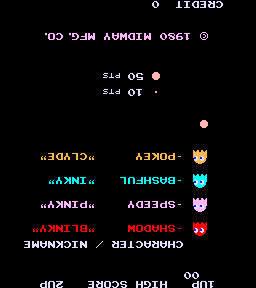 1UP HIGH SCORE 2UP
00
CHARACTER / NICKNAME
-SHADOW "BLINKY"
-SPEEDY "PINKY"
-BASHFUL "INKY"
-POKEY "CLYDE"
10 PTS
50 PTS
© 1980 MIDWAY MFG. CO.
CREDIT 0